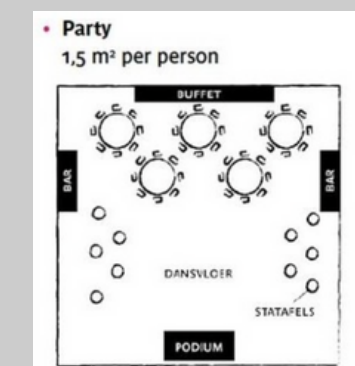 • Party
1,5 m² per person
BUFFET
BAR
BAR
DANSVLOER
STATAFELS
PODIUM